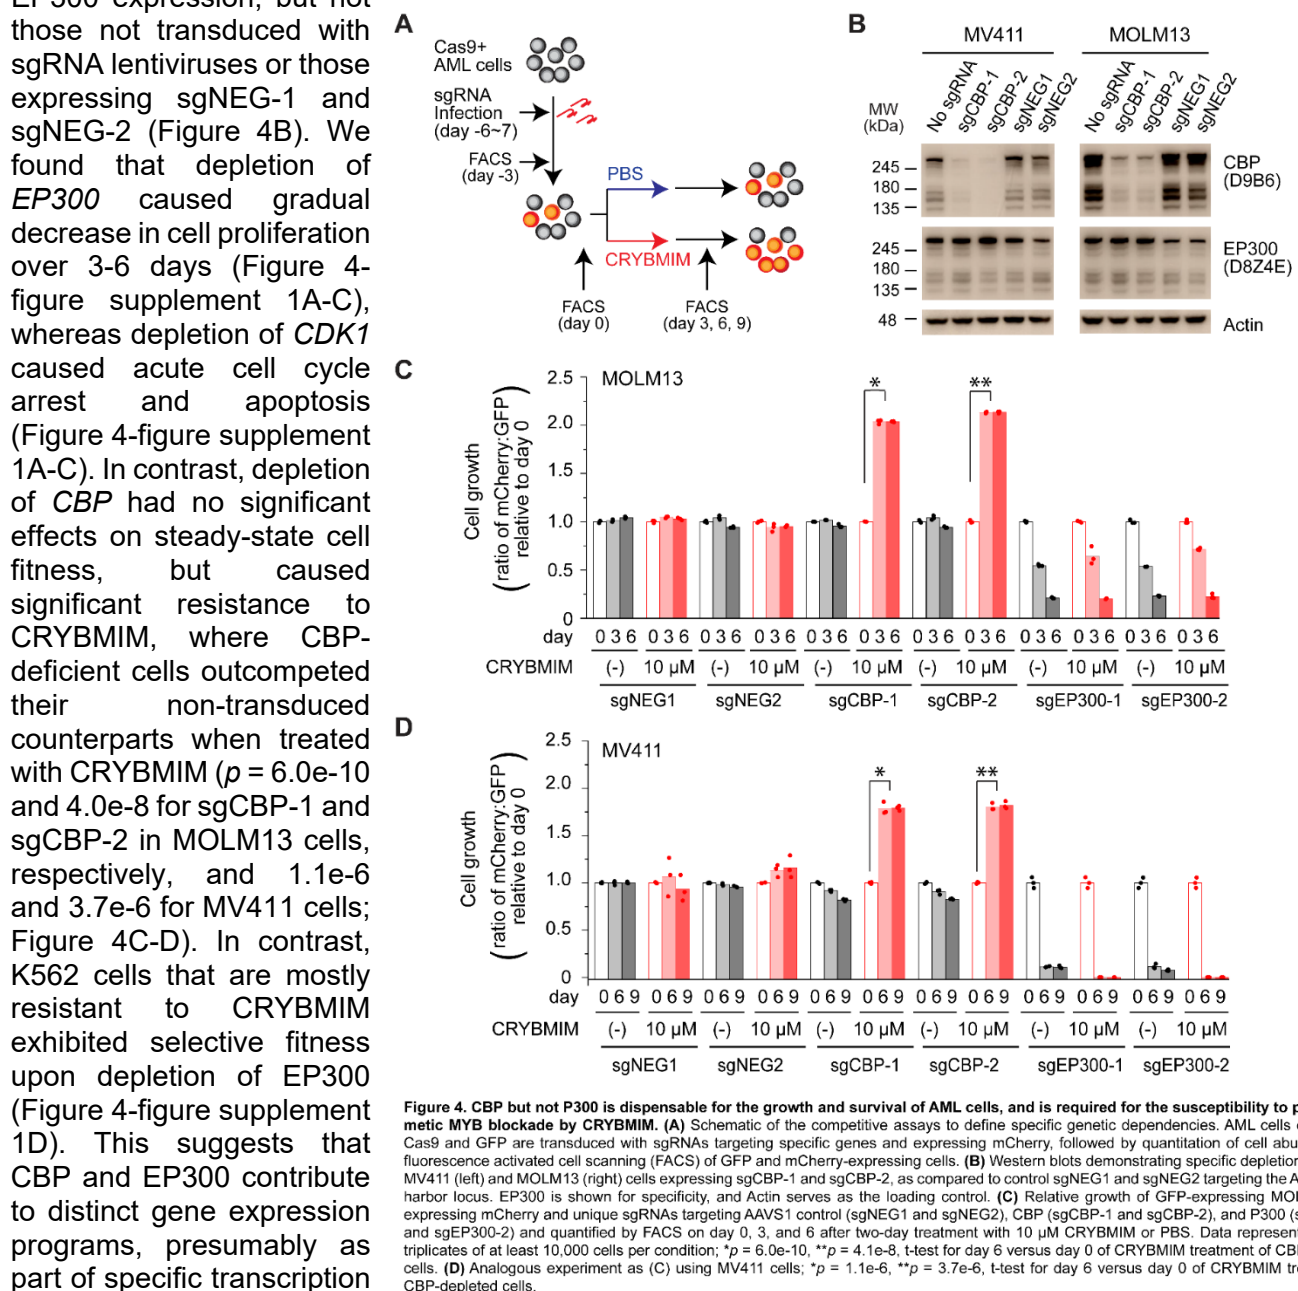 EP300 expression, but not
those not transduced with
sgRNA lentiviruses or those
expressing sgNEG-1 and
sgNEG-2 (Figure 4B). We
found that depletion of
EP300 caused gradual
decrease in cell proliferation
over 3-6 days (Figure 4-
figure supplement 1A-C),
whereas depletion of CDK1
caused acute cell cycle
arrest and apoptosis
(Figure 4-figure supplement
1A-C). In contrast, depletion
of CBP had no significant
effects on steady-state cell
fitness, but caused
significant resistance to
CRYBMIM, where CBP-
deficient cells outcompeted
their non-transduced
counterparts when treated
with CRYBMIM (p = 6.0e-10
and 4.0e-8 for sgCBP-1 and
sgCBP-2 in MOLM13 cells,
respectively, and 1.1e-6
and 3.7e-6 for MV411 cells;
Figure 4C-D). In contrast,
K562 cells that are mostly
resistant to CRYBMIM
exhibited selective fitness
upon depletion of EP300
(Figure 4-figure supplement
1D). This suggests that
CBP and EP300 contribute
to distinct gene expression
programs, presumably as
part of specific transcription
A
Cas9+
AML cells
sgRNA
Infection
(day -6~7)
FACS
(day -3)
PBS
CRYBMIM
FACS
(day 0)
FACS
(day 3, 6, 9)
B
MV411 MOLM13
No sgRNA sgCBP-1 sgCBP-2 sgNEG1 sgNEG2 No sgRNA sgCBP-1 sgCBP-2 sgNEG1 sgNEG2
MW
(kDa)
245
180
135
CBP
(D9B6)
245
180
135
EP300
(D8Z4E)
48
Actin
C
MOLM13
Cell growth
(ratio of mCherry:GFP
relative to day 0)
2.5
2.0
1.5
1.0
0.5
0
* **
day 0 3 6 0 3 6 0 3 6 0 3 6 0 3 6 0 3 6 0 3 6 0 3 6 0 3 6 0 3 6 0 3 6 0 3 6
CRYBMIM (-) 10 µM (-) 10 µM (-) 10 µM (-) 10 µM (-) 10 µM (-) 10 µM
sgNEG1 sgNEG2 sgCBP-1 sgCBP-2 sgEP300-1 sgEP300-2
D
MV411
Cell growth
(ratio of mCherry:GFP
relative to day 0)
2.5
2.0
1.5
1.0
0.5
0
* **
day 0 6 9 0 6 9 0 6 9 0 6 9 0 6 9 0 6 9 0 6 9 0 6 9 0 6 9 0 6 9 0 6 9 0 6 9
CRYBMIM (-) 10 µM (-) 10 µM (-) 10 µM (-) 10 µM (-) 10 µM (-) 10 µM
sgNEG1 sgNEG2 sgCBP-1 sgCBP-2 sgEP300-1 sgEP300-2
Figure 4. CBP but not P300 is dispensable for the growth and survival of AML cells, and is required for the susceptibility to p
metic MYB blockade by CRYBMIM. (A) Schematic of the competitive assays to define specific genetic dependencies. AML cells
Cas9 and GFP are transduced with sgRNAs targeting specific genes and expressing mCherry, followed by quantitation of cell abu
fluorescence activated cell scanning (FACS) of GFP and mCherry-expressing cells. (B) Western blots demonstrating specific depletion
MV411 (left) and MOLM13 (right) cells expressing sgCBP-1 and sgCBP-2, as compared to control sgNEG1 and sgNEG2 targeting the A
harbor locus. EP300 is shown for specificity, and Actin serves as the loading control. (C) Relative growth of GFP-expressing MOL
expressing mCherry and unique sgRNAs targeting AAVS1 control (sgNEG1 and sgNEG2), CBP (sgCBP-1 and sgCBP-2), and P300 (s
and sgEP300-2) and quantified by FACS on day 0, 3, and 6 after two-day treatment with 10 µM CRYBMIM or PBS. Data represent
triplicates of at least 10,000 cells per condition; *p = 6.0e-10, **p = 4.1e-8, t-test for day 6 versus day 0 of CRYBMIM treatment of CB
cells. (D) Analogous experiment as (C) using MV411 cells; *p = 1.1e-6, **p = 3.7e-6, t-test for day 6 versus day 0 of CRYBMIM tre
CBP-depleted cells.